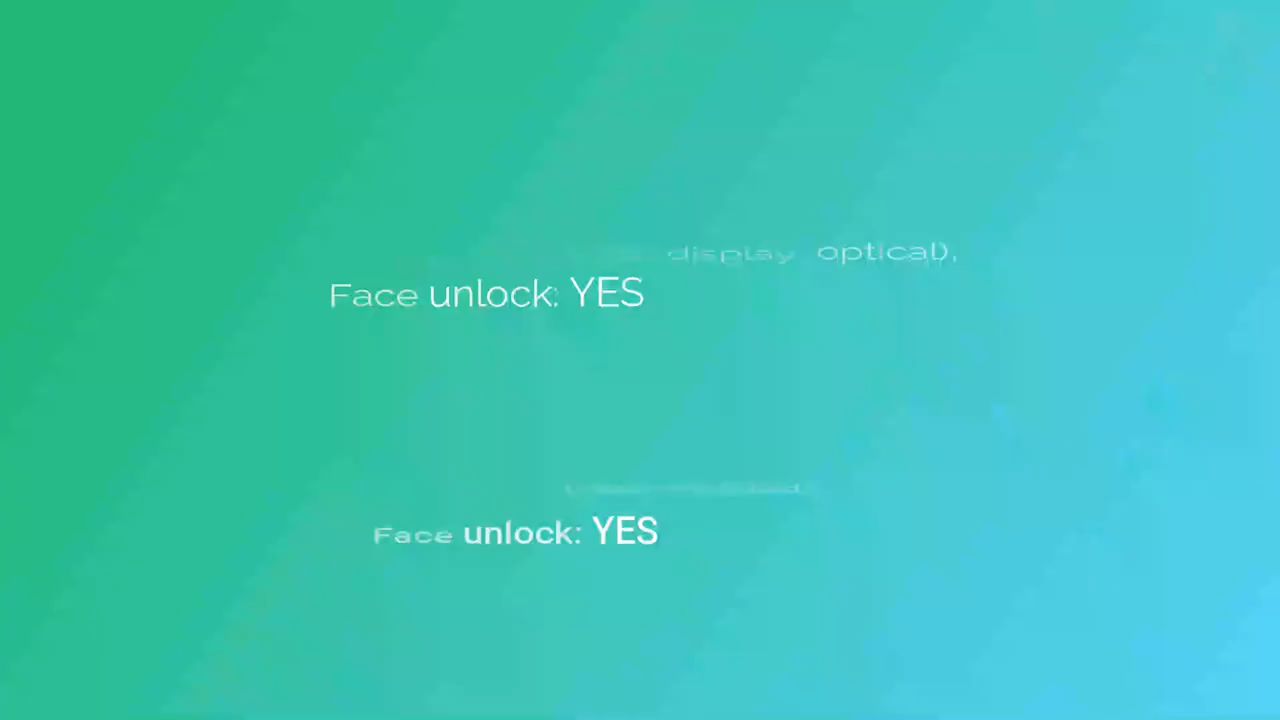 display optical),
Face unlock: YES
Face unlock: YES